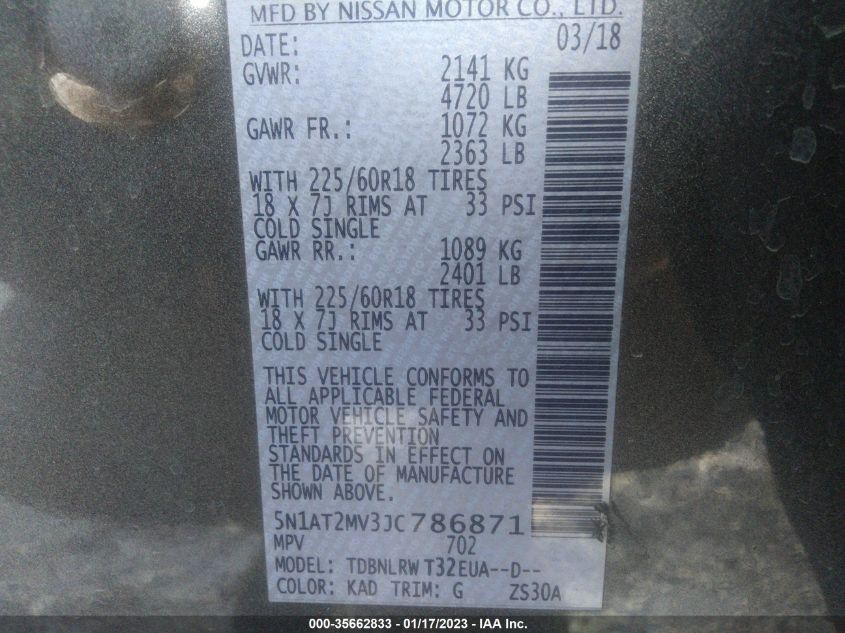 MFD BY NISSAN MOTOR CO., LTD.
DATE: 03/18
GVWR: 2141 KG
4720 LB
GAWR FR.: 1072 KG
2363 LB
WITH 225/60R18 TIRES
18 X 7J RIMS AT 33 PSI
COLD SINGLE
GAWR RR.: 1089 KG
2401 LB
WITH 225/60R18 TIRES
18 X 7J RIMS AT 33 PSI
COLD SINGLE
THIS VEHICLE CONFORMS TO
ALL APPLICABLE FEDERAL
MOTOR VEHICLE SAFETY AND
THEFT PREVENTION
STANDARDS IN EFFECT ON
THE DATE OF MANUFACTURE
SHOWN ABOVE.
5N1AT2MV3JC786871
MPV 702
MODEL: TDBNLRW T32EUA--D--
COLOR: KAD TRIM: G ZS30A
000-35662833 - 01/17/2023 - IAA Inc.